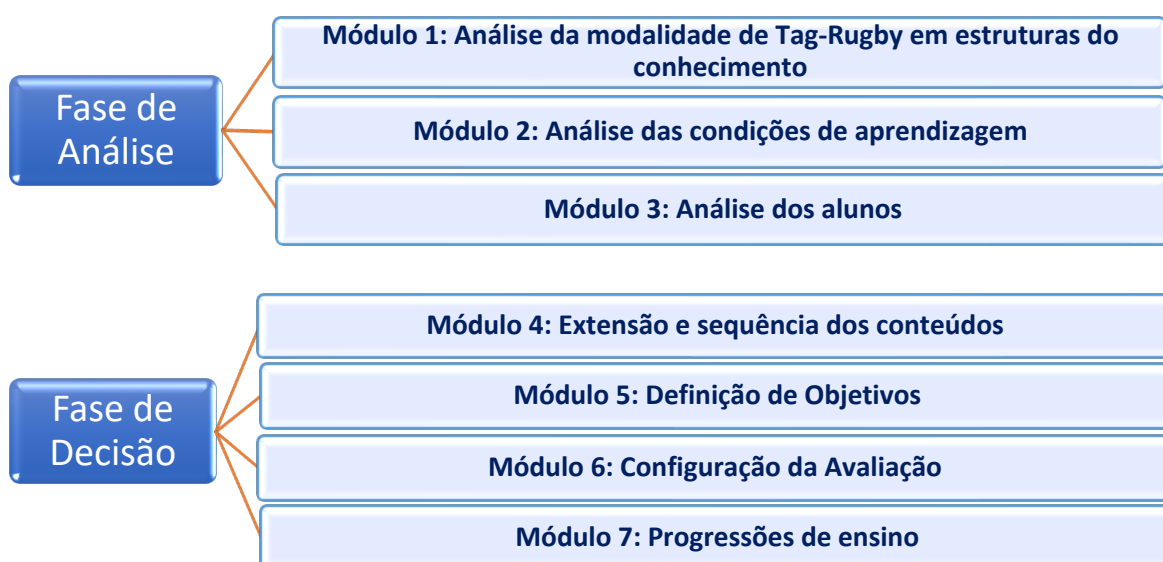 Fase de
Análise
Módulo 1: Análise da modalidade de Tag-Rugby em estruturas do
conhecimento
Módulo 2: Análise das condições de aprendizagem
Módulo 3: Análise dos alunos
Fase de
Decisão
Módulo 4: Extensão e sequência dos conteúdos
Módulo 5: Definição de Objetivos
Módulo 6: Configuração da Avaliação
Módulo 7: Progressões de ensino